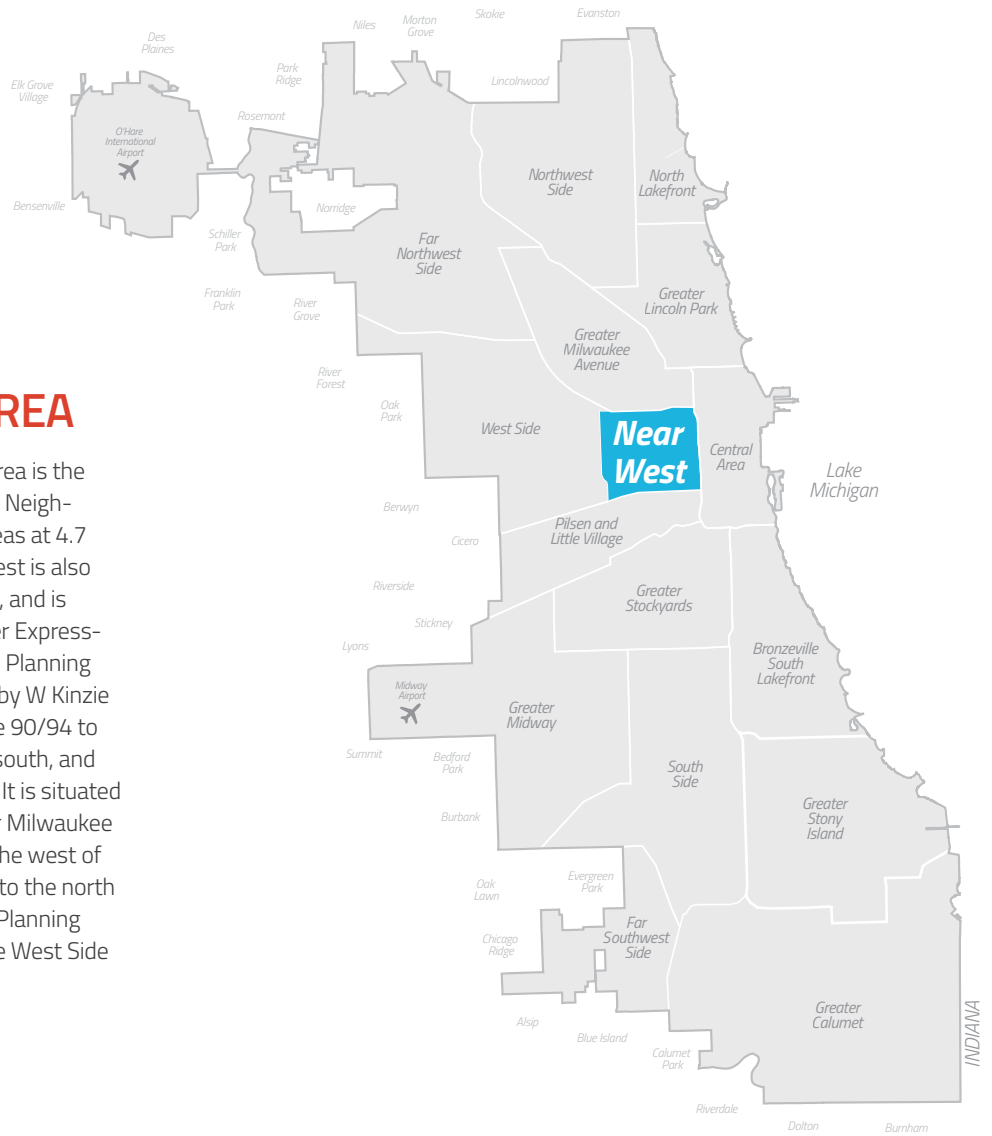 REA
rea is the
Neigh-
eas at 4.7
est is also
, and is
er Express-
Planning
by W Kinzie
e 90/94 to
south, and
It is situated
r Milwaukee
he west of
to the north
Planning
e West Side
Skokie
Evanston
Niles
Morton
Grove
Des
Plaines
Park
Ridge
Lincolnwood
Elk Grove
Village
Rosemont
O'Hare
International
Airport
Northwest
Side
North
Lakefront
Bensenville
Norridge
Schiller
Park
Far
Northwest
Side
Franklin
Park
River
Grove
Greater
Lincoln Park
Greater
Milwaukee
Avenue
River
Forest
Oak
Park
West Side
Near
West
Central
Area
Lake
Michigan
Berwyn
Cicero
Pilsen and
Little Village
Riverside
Greater
Stockyards
Stickney
Lyons
Bronzeville
South
Lakefront
Midway
Airport
Greater
Midway
Summit
Bedford
Park
South
Side
Burbank
Greater
Stony
Island
Oak
Lawn
Evergreen
Park
Far
Southwest
Side
Chicago
Ridge
Alsip
Blue Island
Calumet
Park
Greater
Calumet
INDIANA
Riverdale
Dolton
Burnham